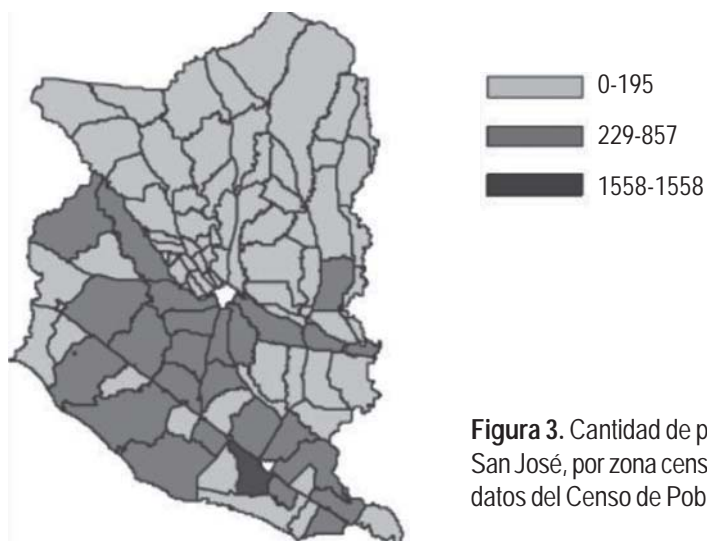 0-195
229-857
1558-1558
Figura 3. Cantidad de p
San José, por zona cens
datos del Censo de Pob